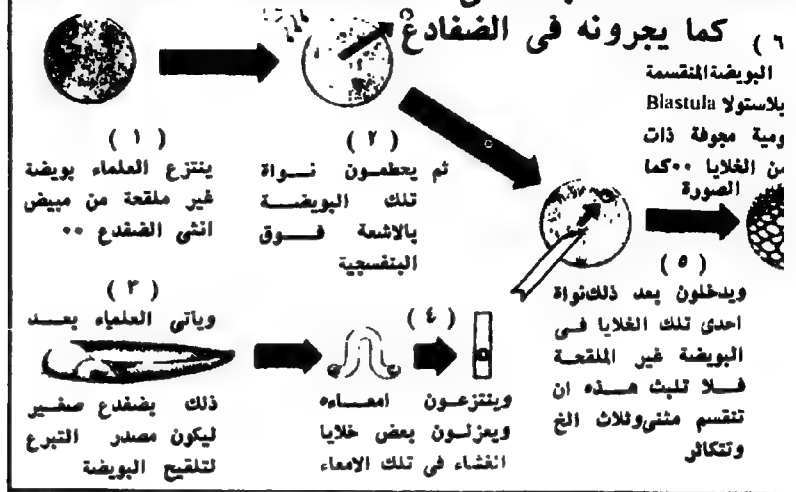 كما يجرونه فى الضفادع
( ١ )
ينتزع العلماء بويضة
غير ملقحة من مبيض
انثى الضفدع ٠٠
( ٢ )
ثم يحطمون نواة
تلك البويضة
بالاشعة فوق
البنفسجية
( ٣ )
وياتى العلماء بعد
ذلك بضفدع صغير
ليكون مصدر التبرع
لتلقيح البويضة
( ٤ )
وينتزعون امعاءه
ويعزلون بعض خلايا
انغشاء فى تلك الامعاء
( ٥ )
ويدخلون بعد ذلك نواة
احدى تلك الخلايا فى
البويضة غير الملقحة
فلا تلبث هذه ان
تنقسم مثنى وثلاث الخ
وتتكاثر
( ٦
البويضة المنقسمة
بلاستولا Blastula
ومية مجوفة ذات
من الخلايا ٠٠ كما
الصورة